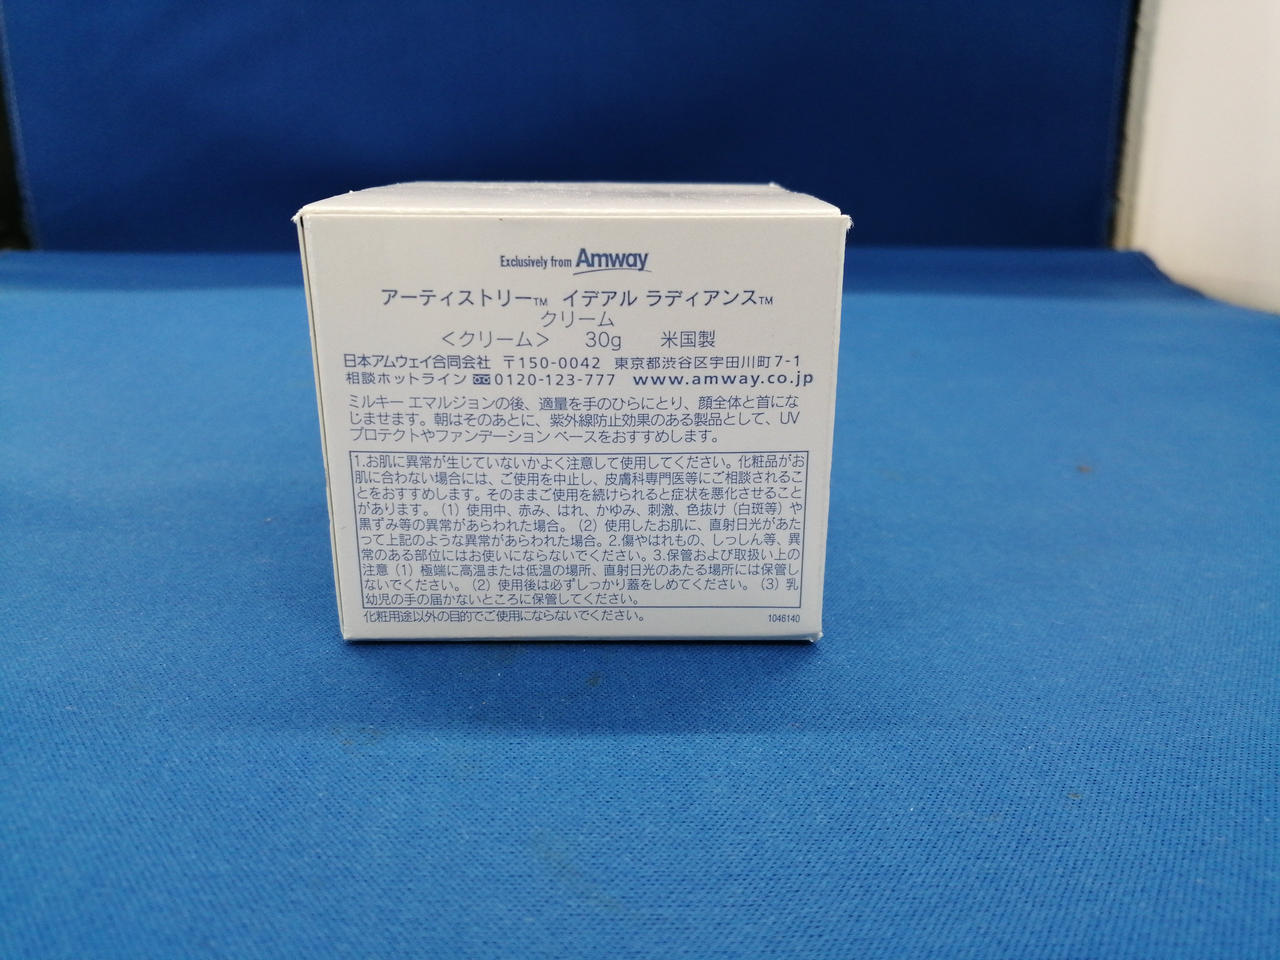 Exclusively from Amway
アーティストリー™ イデアル ラディアンス™
クリーム
＜クリーム＞ 30g 米国製
日本アムウェイ合同会社 〒150-0042 東京都渋谷区宇田川町7-1
相談ホットライン 0120-123-777 www.amway.co.jp
ミルキー エマルジョンの後、適量を手のひらにとり、顔全体と首にな
じませます。朝はそのあとに、紫外線防止効果のある製品として、UV
プロテクトやファンデーション ベースをおすすめします。
1.お肌に異常が生じていないかよく注意して使用してください。化粧品がお
肌に合わない場合には、ご使用を中止し、皮膚科専門医等にご相談されるこ
とをおすすめします。そのままご使用を続けられると症状を悪化させること
があります。（1）使用中、赤み、はれ、かゆみ、刺激、色抜け（白斑等）や
黒ずみ等の異常があらわれた場合。（2）使用したお肌に、直射日光があた
って上記のような異常があらわれた場合。2.傷やはれもの、しっしん等、異
常のある部位にはお使いにならないでください。3.保管および取扱い上の
注意（1）極端に高温または低温の場所、直射日光のあたる場所には保管し
ないでください。（2）使用後は必ずしっかり蓋をしめてください。（3）乳
幼児の手の届かないところに保管してください。
化粧用途以外の目的でご使用にならないでください。 1046140